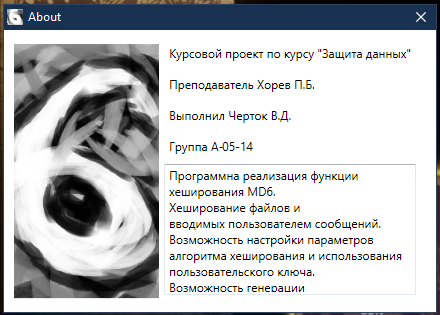 About
Курсовой проект по курсу "Защита данных"
Преподаватель Хорев П.Б.
Выполнил Черток В.Д.
Группа А-05-14
Программна реализация функции
хеширования MD6.
Хеширование файлов и
вводимых пользователем сообщений.
Возможность настройки параметров
алгоритма хеширования и использования
пользовательского ключа.
Возможность генерации